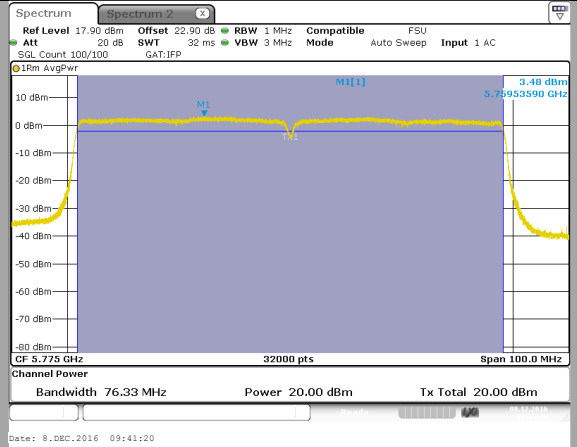 Spectrum Spectrum 2 X
Ref Level 17.90 dBm Offset 22.90 dB RBW 1 MHz Compatible FSU
Att 20 dB SWT 32 ms VBW 3 MHz Mode Auto Sweep Input 1 AC
SGL Count 100/100 GAT:IFP
1Rm AvgPwr
M1[1] 3.48 dBm
5.75953590 GHz
10 dBm
M1
0 dBm
TX1
-10 dBm
-20 dBm
-30 dBm
-40 dBm
-50 dBm
-60 dBm
-70 dBm
-80 dBm
CF 5.775 GHz 32000 pts Span 100.0 MHz
Channel Power
Bandwidth 76.33 MHz Power 20.00 dBm Tx Total 20.00 dBm
Ready 08.12.2016
Date: 8.DEC.2016 09:41:20